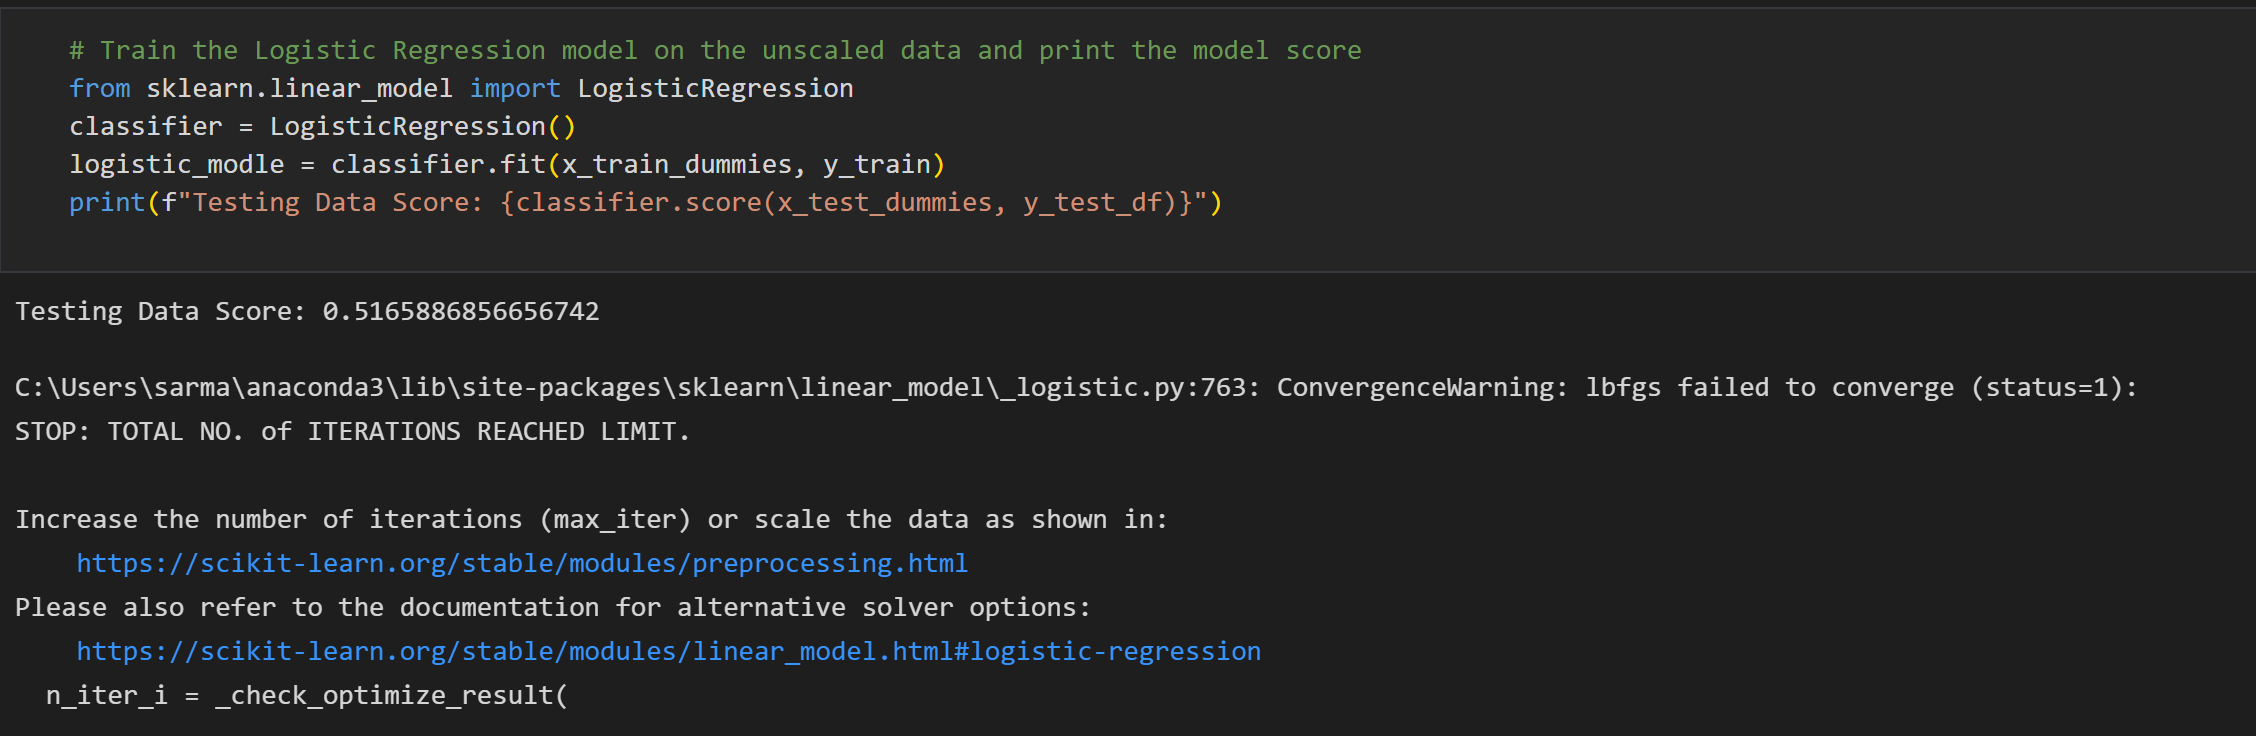 # Train the Logistic Regression model on the unscaled data and print the model score
from sklearn.linear_model import LogisticRegression
classifier = LogisticRegression()
logistic_modle = classifier.fit(x_train_dummies, y_train)
print(f"Testing Data Score: {classifier.score(x_test_dummies, y_test_df)}")
Testing Data Score: 0.5165886856656742
C:\Users\sarma\anaconda3\lib\site-packages\sklearn\linear_model\_logistic.py:763: ConvergenceWarning: lbfgs failed to converge (status=1):
STOP: TOTAL NO. of ITERATIONS REACHED LIMIT.
Increase the number of iterations (max_iter) or scale the data as shown in:
https://scikit-learn.org/stable/modules/preprocessing.html
Please also refer to the documentation for alternative solver options:
https://scikit-learn.org/stable/modules/linear_model.html#logistic-regression
n_iter_i = _check_optimize_result(